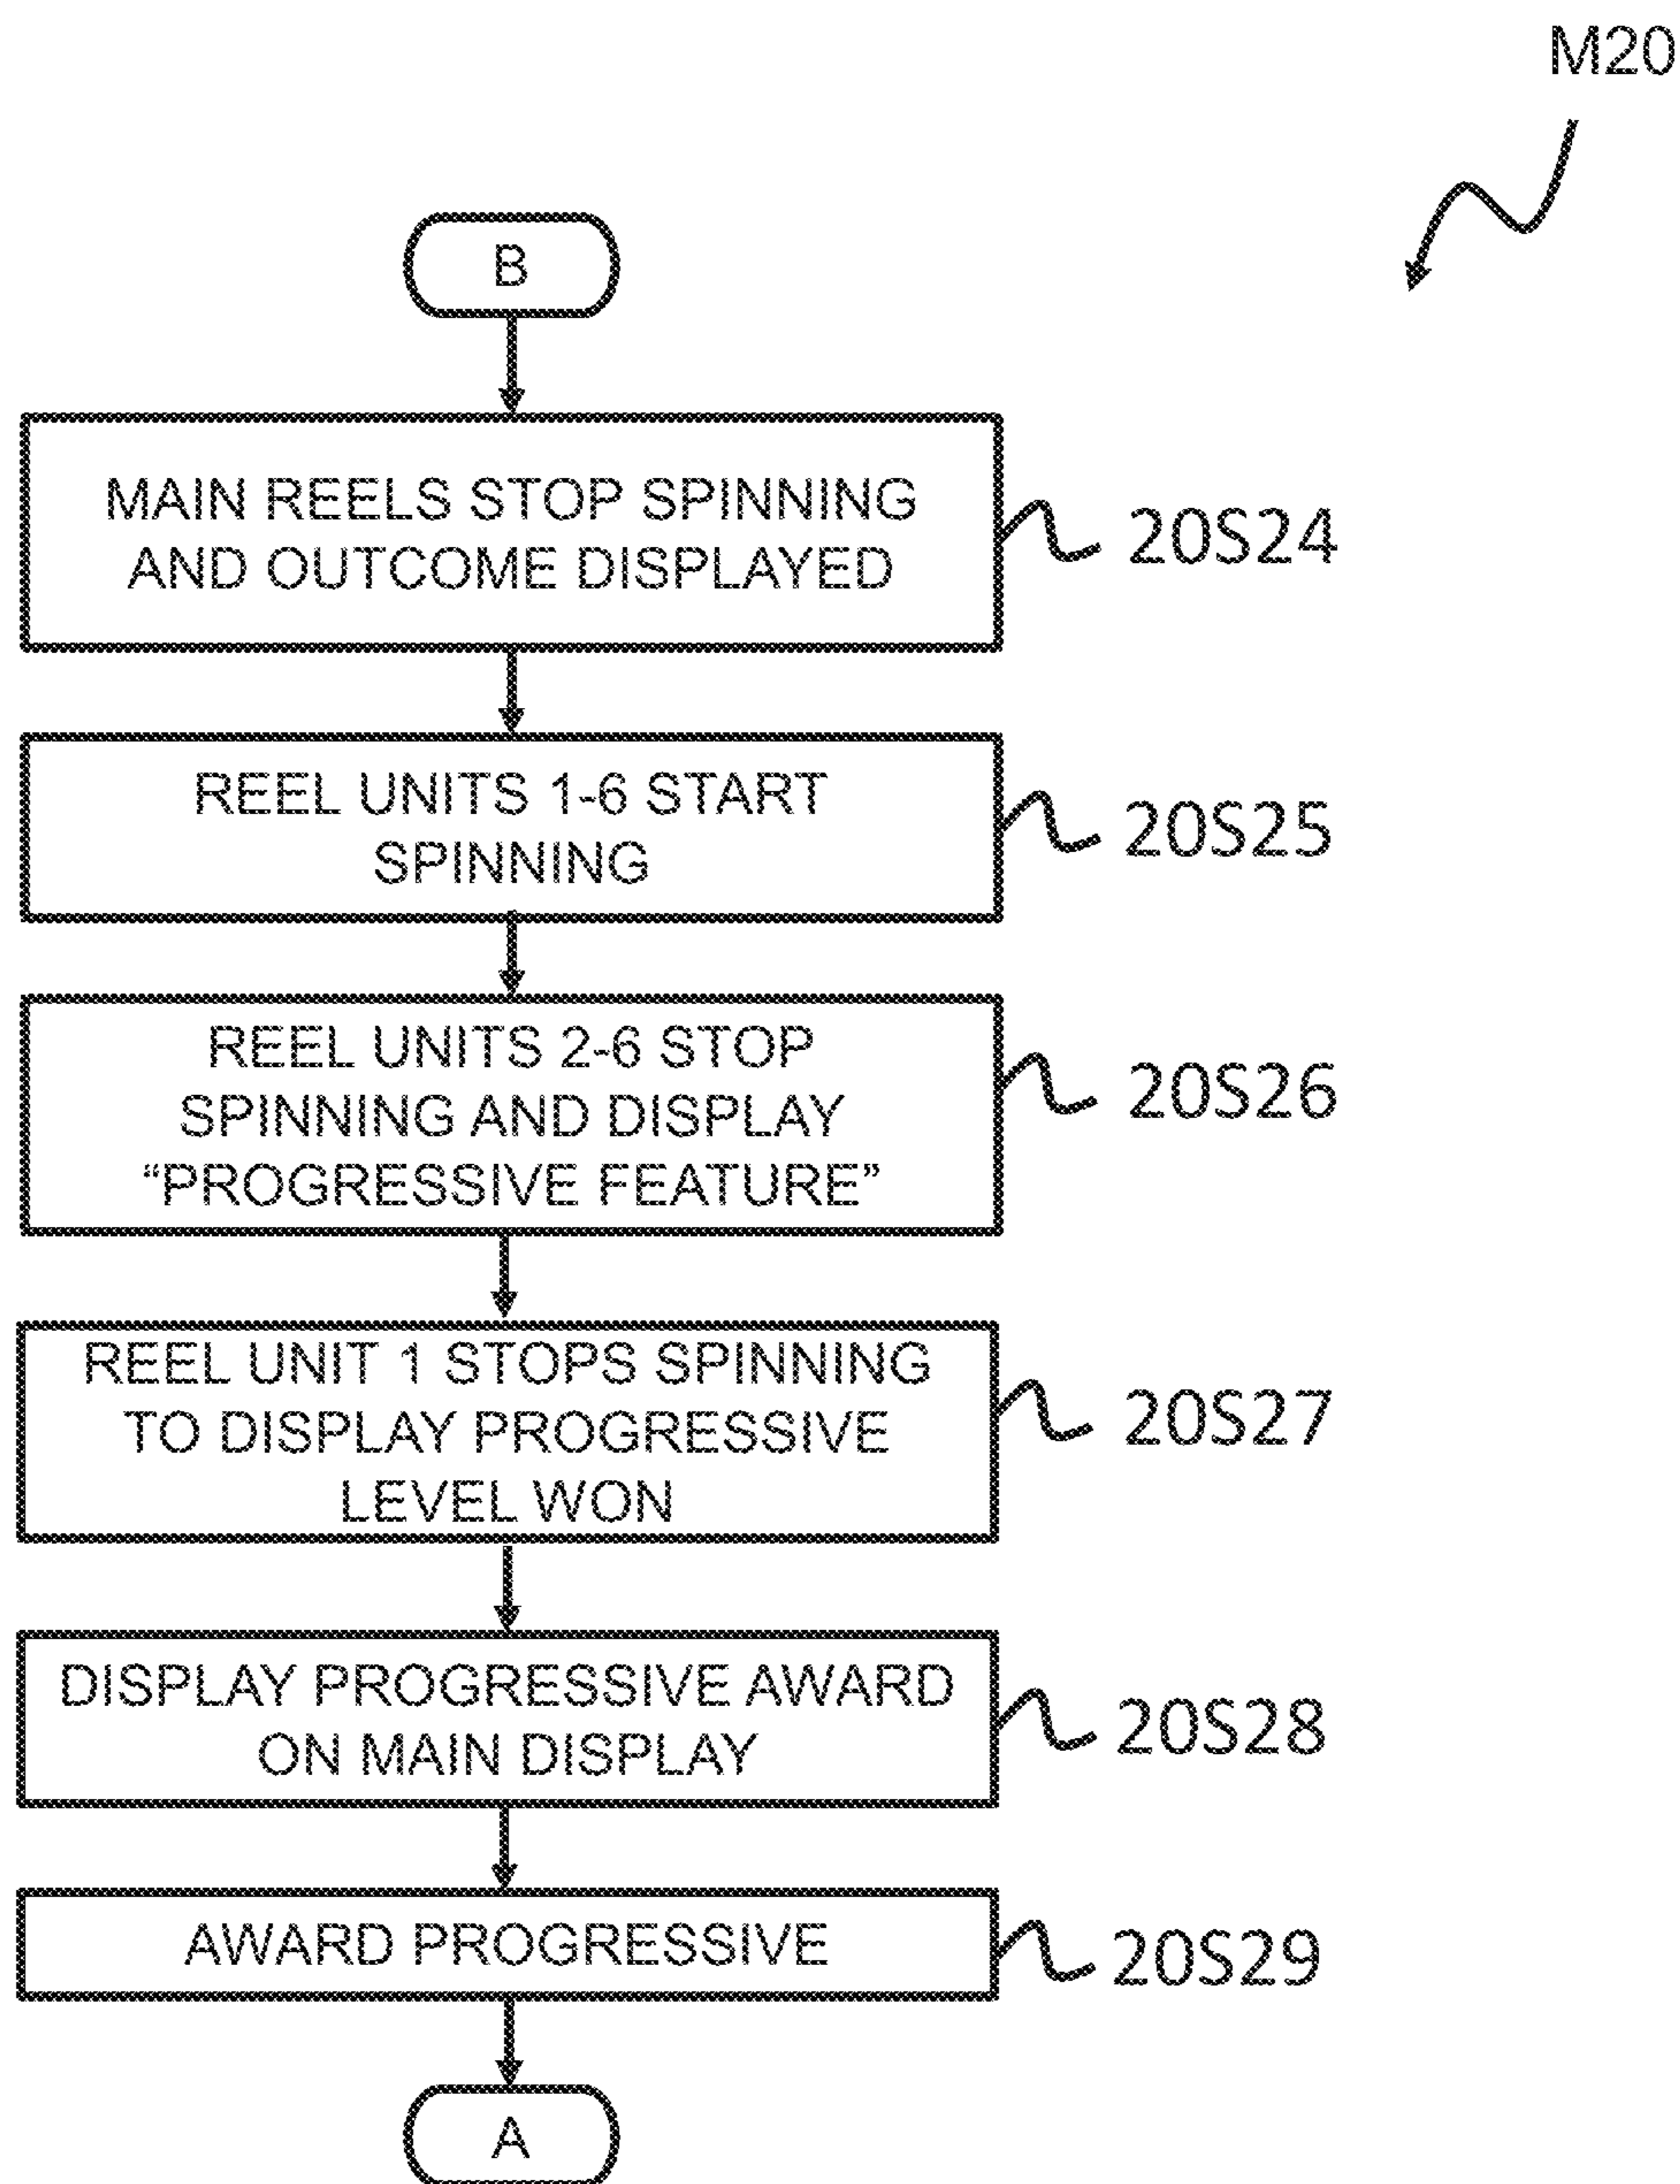 M20
B
MAIN REELS STOP SPINNING
AND OUTCOME DISPLAYED
20S24
REEL UNITS 1-6 START
SPINNING
20S25
REEL UNITS 2-6 STOP
SPINNING AND DISPLAY
“PROGRESSIVE FEATURE”
20S26
REEL UNIT 1 STOPS SPINNING
TO DISPLAY PROGRESSIVE
LEVEL WON
20S27
DISPLAY PROGRESSIVE AWARD
ON MAIN DISPLAY
20S28
AWARD PROGRESSIVE
20S29
A